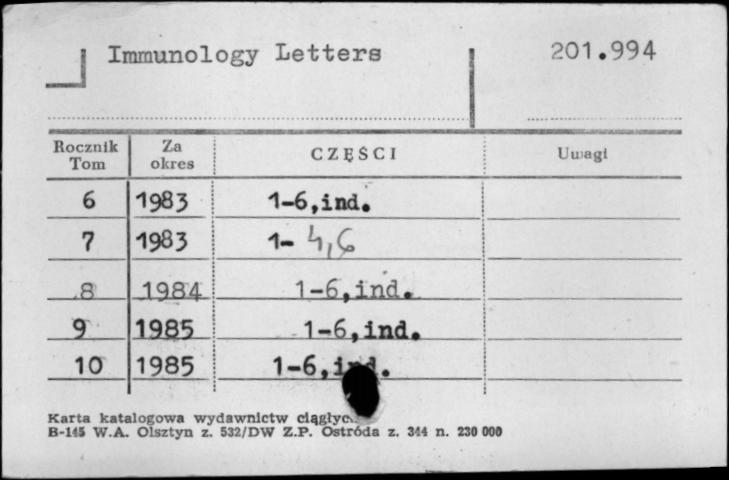 Immunology Letters 201.994
Rocznik Tom Za okres CZĘŚCI Uwagi
6 1983 1-6,ind.
7 1983 1- 4,6
8 1984 1-6,ind.
9 1985 1-6,ind.
10 1985 1-6,ind.
Karta katalogowa wydawnictw
B-145 W.A. Olsztyn z. 532/DW Z.P. Ostróda z. 344 n. 230 000